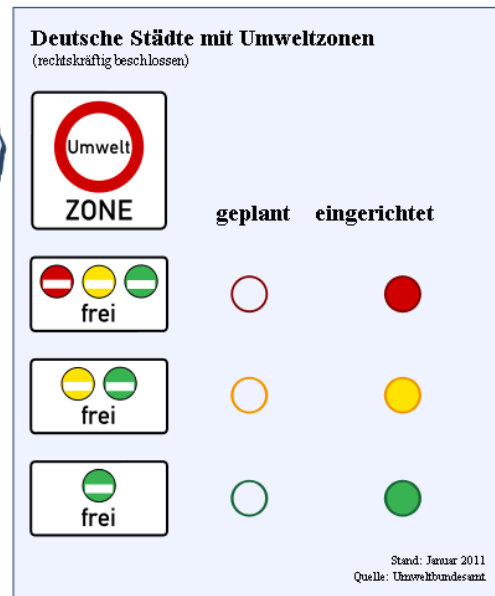 Deutsche Städte mit Umweltzonen
(rechtskräftig beschlossen)
Umwelt
ZONE
geplant eingerichtet
frei
frei
frei
Stand: Januar 2011
Quelle: Umweltbundesamt